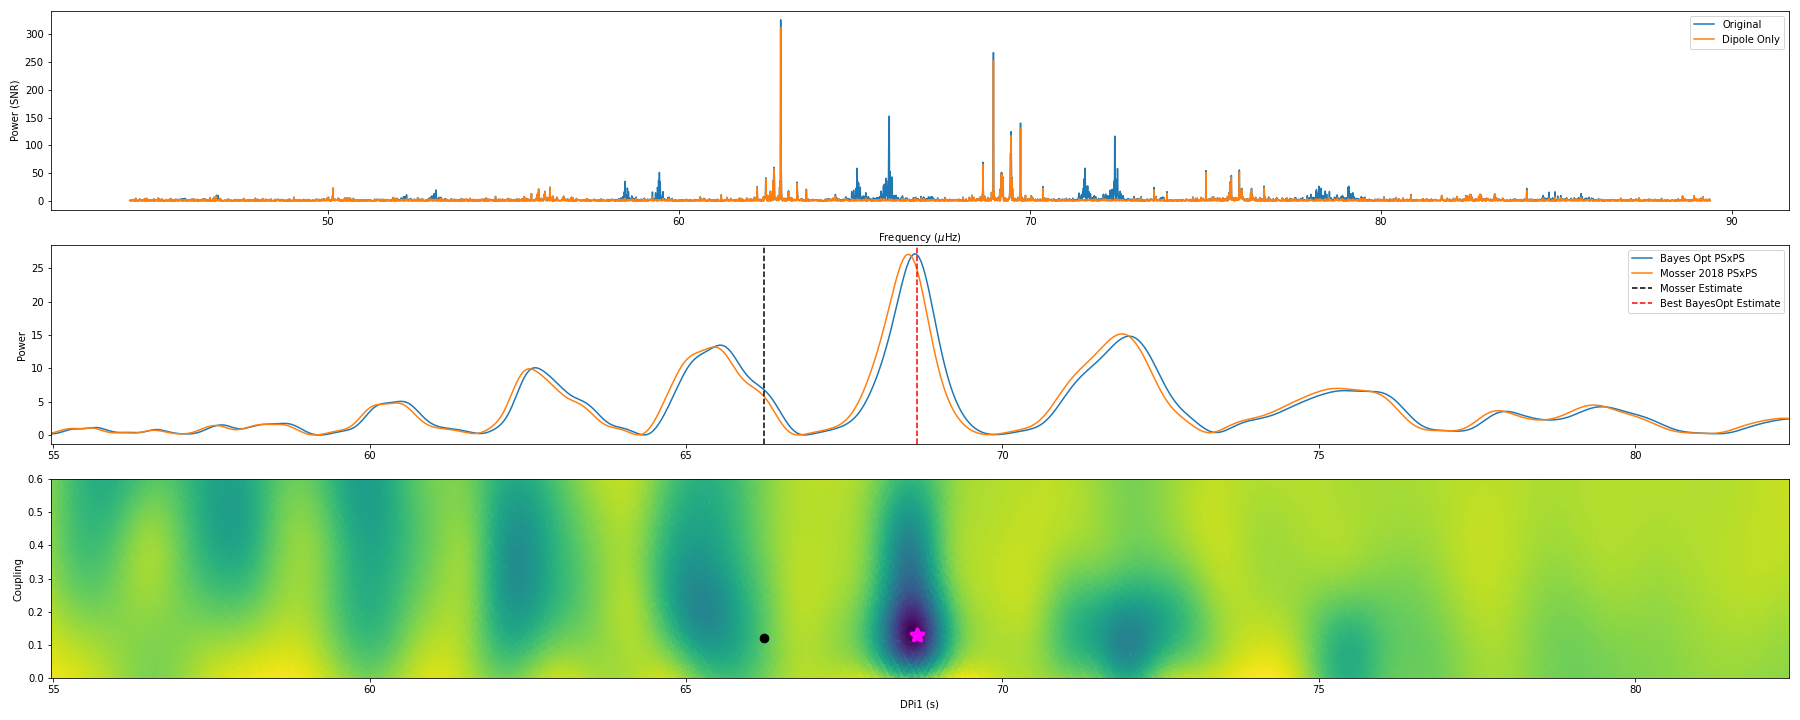 Power (SNR)
300
250
200
150
100
50
0
Original
Dipole Only
50 60 70 80 90
Frequency (μHz)
Power
25
20
15
10
5
0
Bayes Opt PSxPS
Mosser 2018 PSxPS
Mosser Estimate
Best BayesOpt Estimate
55 60 65 70 75 80
Coupling
0.6
0.5
0.4
0.3
0.2
0.1
0.0
55 60 65 70 75 80
DPi1 (s)